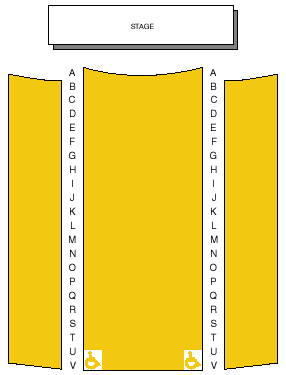 STAGE
A A
B B
C C
D D
E E
F F
G G
H H
I I
J J
K K
L L
M M
N N
O O
P P
Q Q
R R
S S
T T
U U
V V